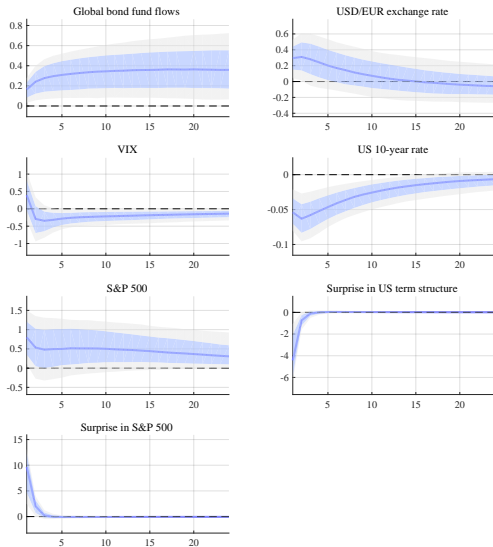 Global bond fund flows
0.8
0.6
0.4
0.2
0
5 10 15 20
USD/EUR exchange rate
0.6
0.4
0.2
0
-0.2
-0.4
5 10 15 20
VIX
1
0.5
0
-0.5
-1
5 10 15 20
US 10-year rate
0
-0.05
-0.1
5 10 15 20
S&P 500
1.5
1
0.5
0
-0.5
5 10 15 20
Surprise in US term structure
0
-2
-4
-6
5 10 15 20
Surprise in S&P 500
15
10
5
0
5 10 15 20